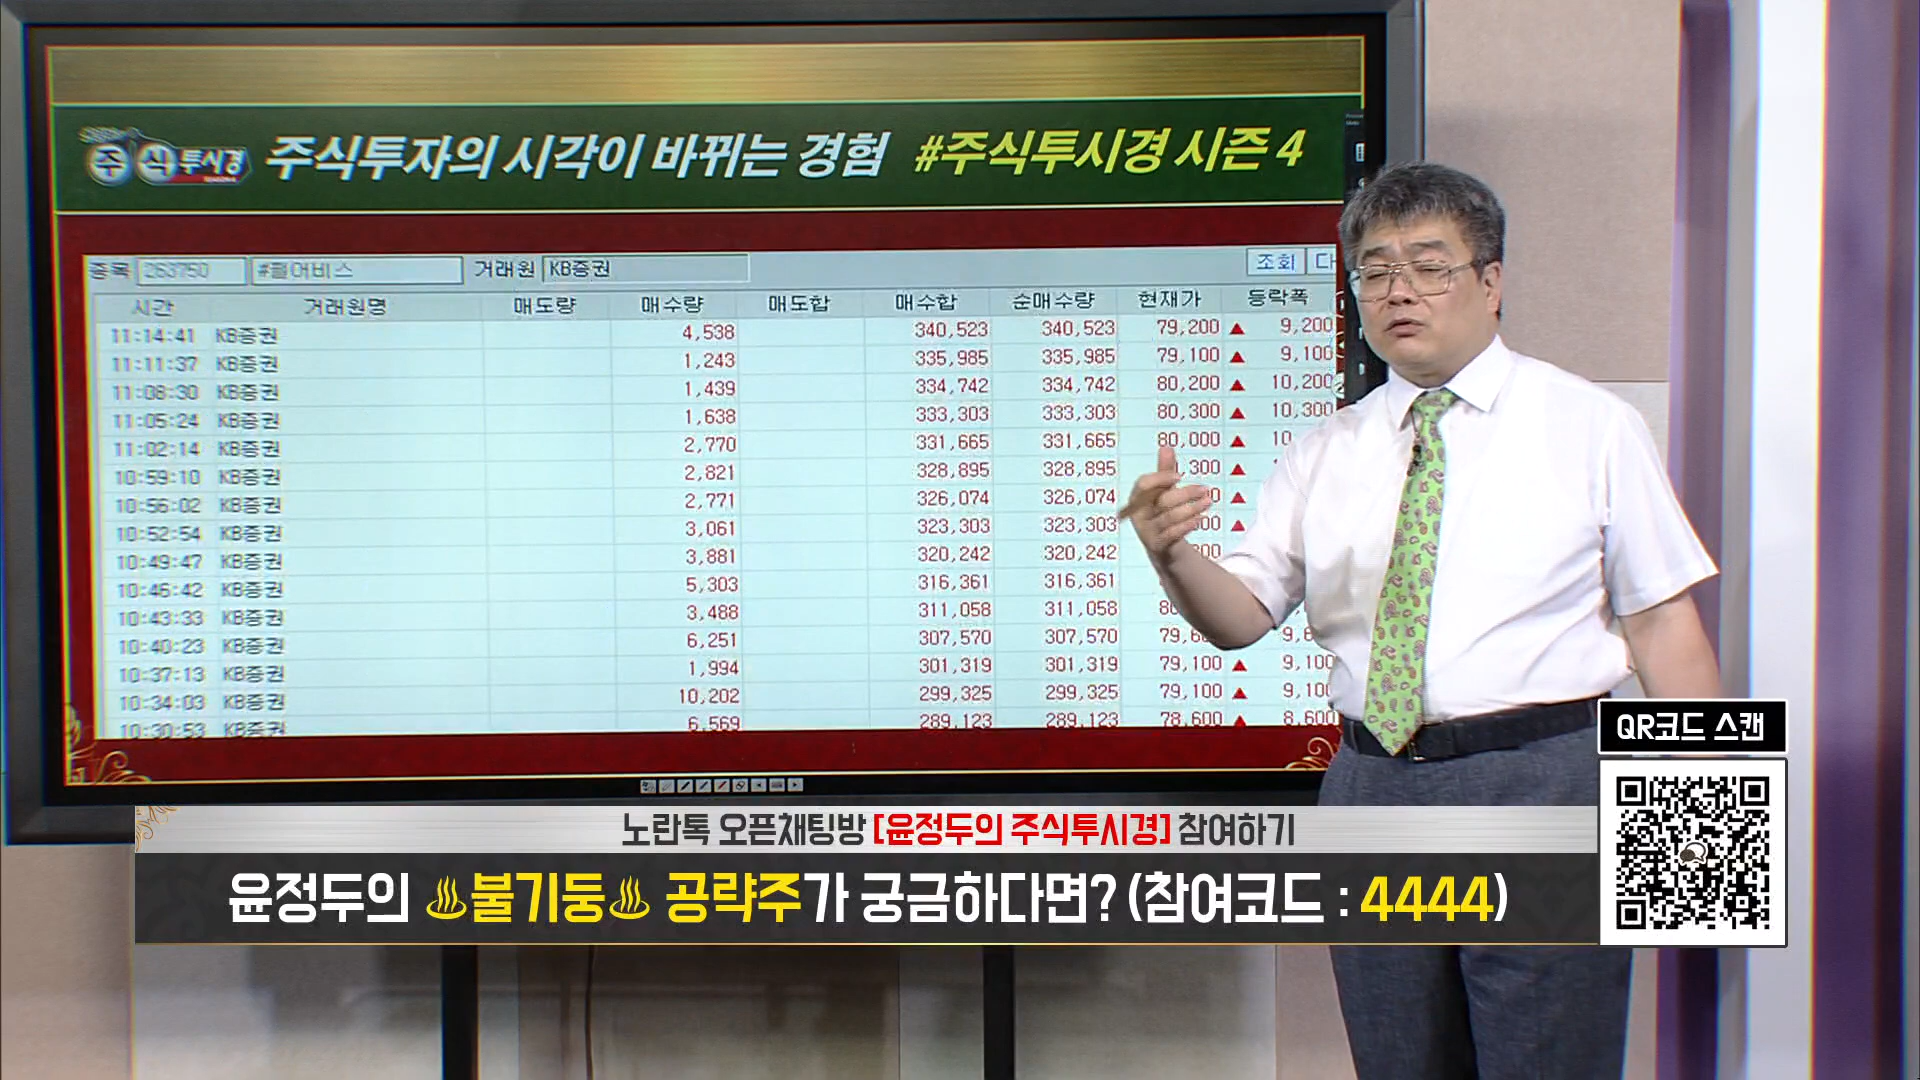 주식투시경 주식투자의 시각이 바뀌는 경험 #주식투시경 시즌 4
종목 263750 #펄어비스 거래원 KB증권 조회
시간 거래원명 매도량 매수량 매도합 매수합 순매수량 현재가 등락폭
11:14:41 KB증권 4,538 340,523 340,523 79,200 ▲ 9,200
11:11:37 KB증권 1,243 335,985 335,985 79,100 ▲ 9,100
11:08:30 KB증권 1,439 334,742 334,742 80,200 ▲ 10,200
11:05:24 KB증권 1,638 333,303 333,303 80,300 ▲ 10,300
11:02:14 KB증권 2,770 331,665 331,665 80,000 ▲ 10
10:59:10 KB증권 2,821 328,895 328,895 ,300 ▲
10:56:02 KB증권 2,771 326,074 326,074 ▲
10:52:54 KB증권 3,061 323,303 323,303 ▲
10:49:47 KB증권 3,881 320,242 320,242
10:46:42 KB증권 5,303 316,361 316,361
10:43:33 KB증권 3,488 311,058 311,058
10:40:23 KB증권 6,251 307,570 307,570
10:37:13 KB증권 1,994 301,319 301,319 79,100 ▲ 9,100
10:34:03 KB증권 10,202 299,325 299,325 79,100 ▲ 9,100
10:30:53 KB증권 6,569 289,123 289,123 78,600 ▲ 8,600
QR코드 스캔
노란톡 오픈채팅방 [윤정두의 주식투시경] 참여하기
윤정두의 ♨불기둥♨ 공략주가 궁금하다면? (참여코드 : 4444)